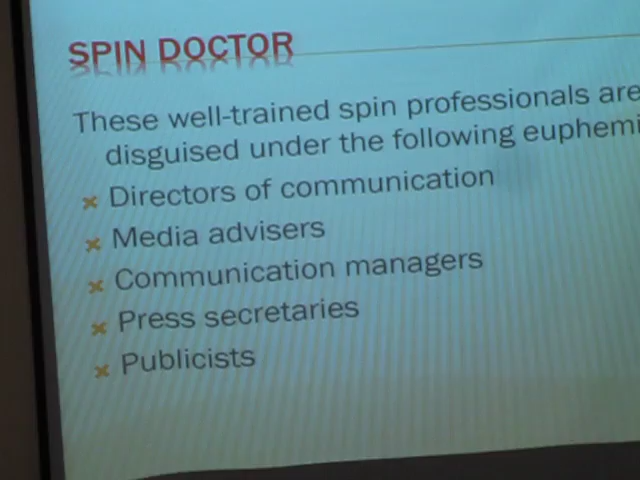 SPIN DOCTOR
These well-trained spin professionals are
disguised under the following euphemi
Directors of communication
Media advisers
Communication managers
Press secretaries
Publicists